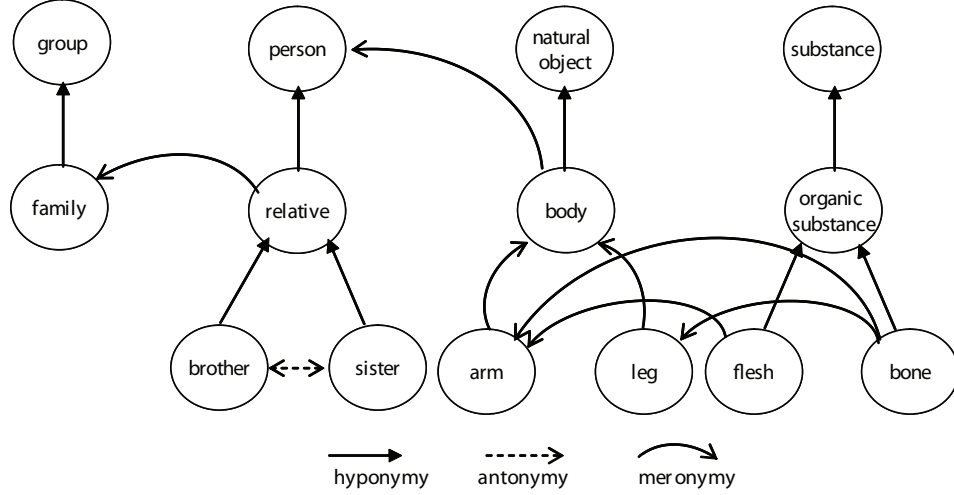 group
person
natural
object
substance
family
relative
body
organic
substance
brother
sister
arm
leg
flesh
bone
hyponymy
antonymy
meronymy